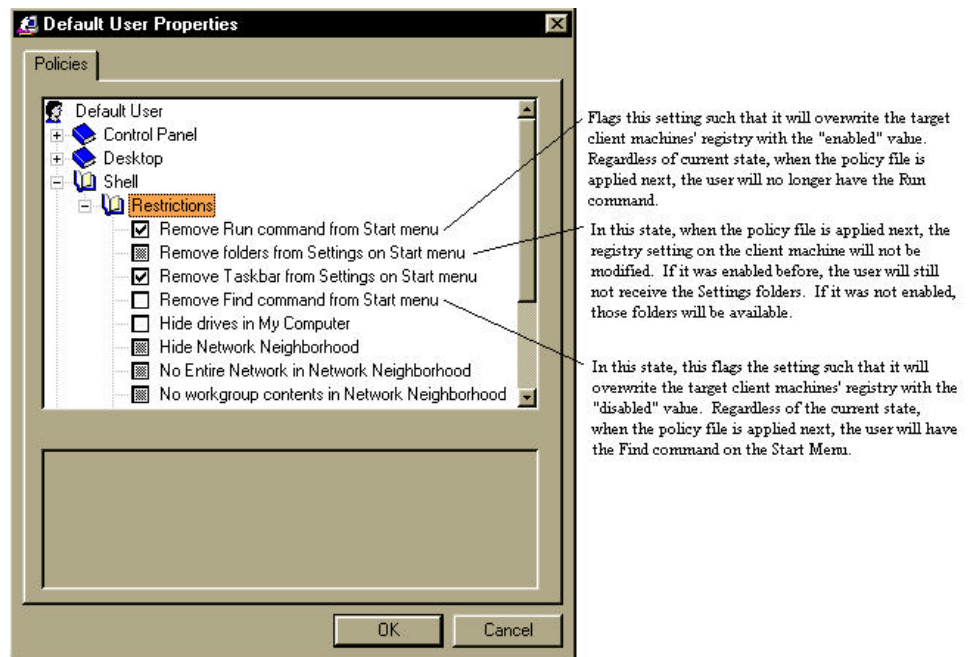 Default User Properties
Policies
Default User
Control Panel
Desktop
Shell
Restrictions
Remove Run command from Start menu
Remove folders from Settings on Start menu
Remove Taskbar from Settings on Start menu
Remove Find command from Start menu
Hide drives in My Computer
Hide Network Neighborhood
No Entire Network in Network Neighborhood
No workgroup contents in Network Neighborhood
OK
Cancel
Flags this setting such that it will overwrite the target
client machines' registry with the "enabled" value.
Regardless of current state, when the policy file is
applied next, the user will no longer have the Run
command.
In this state, when the policy file is applied next, the
registry setting on the client machine will not be
modified. If it was enabled before, the user will still
not receive the Settings folders. If it was not enabled,
those folders will be available.
In this state, this flags the setting such that it will
overwrite the target client machines' registry with the
"disabled" value. Regardless of the current state,
when the policy file is applied next, the user will have
the Find command on the Start Menu.